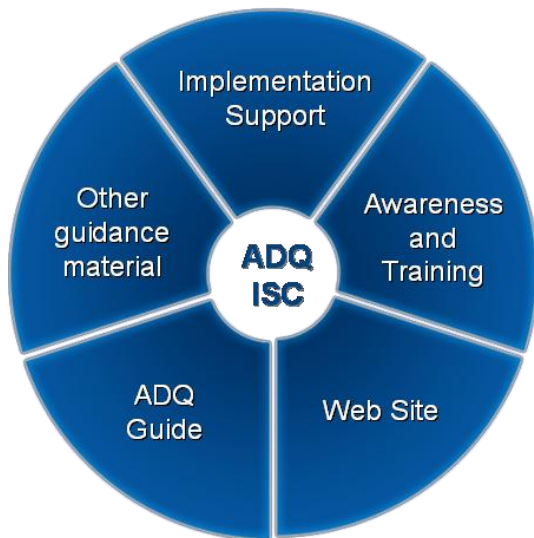 Implementation
Support
Awareness
and
Training
Web Site
ADQ
Guide
Other
guidance
material
ADQ
ISC